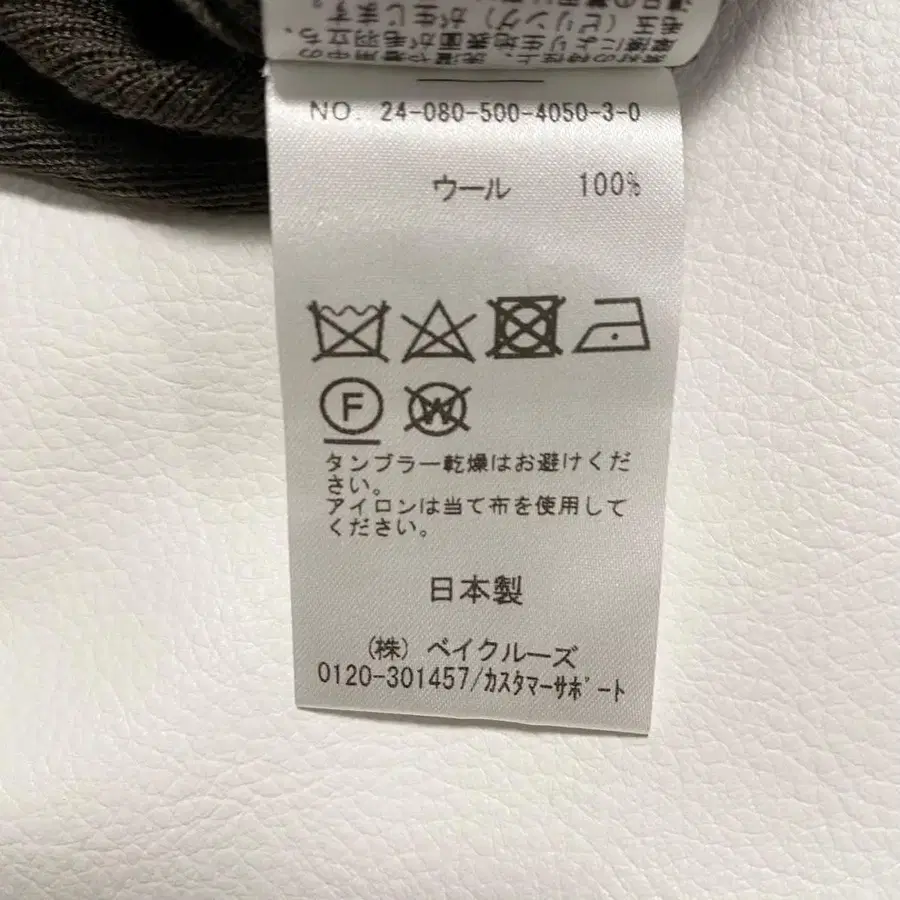 NO. 24-080-500-4050-3-0
ウール 100%
F W
タンブラー乾燥はお避けくだ
さい。
アイロンは当て布を使用して
ください。
日本製
(株) ベイクルーズ
0120-301457/カスタマーサポート